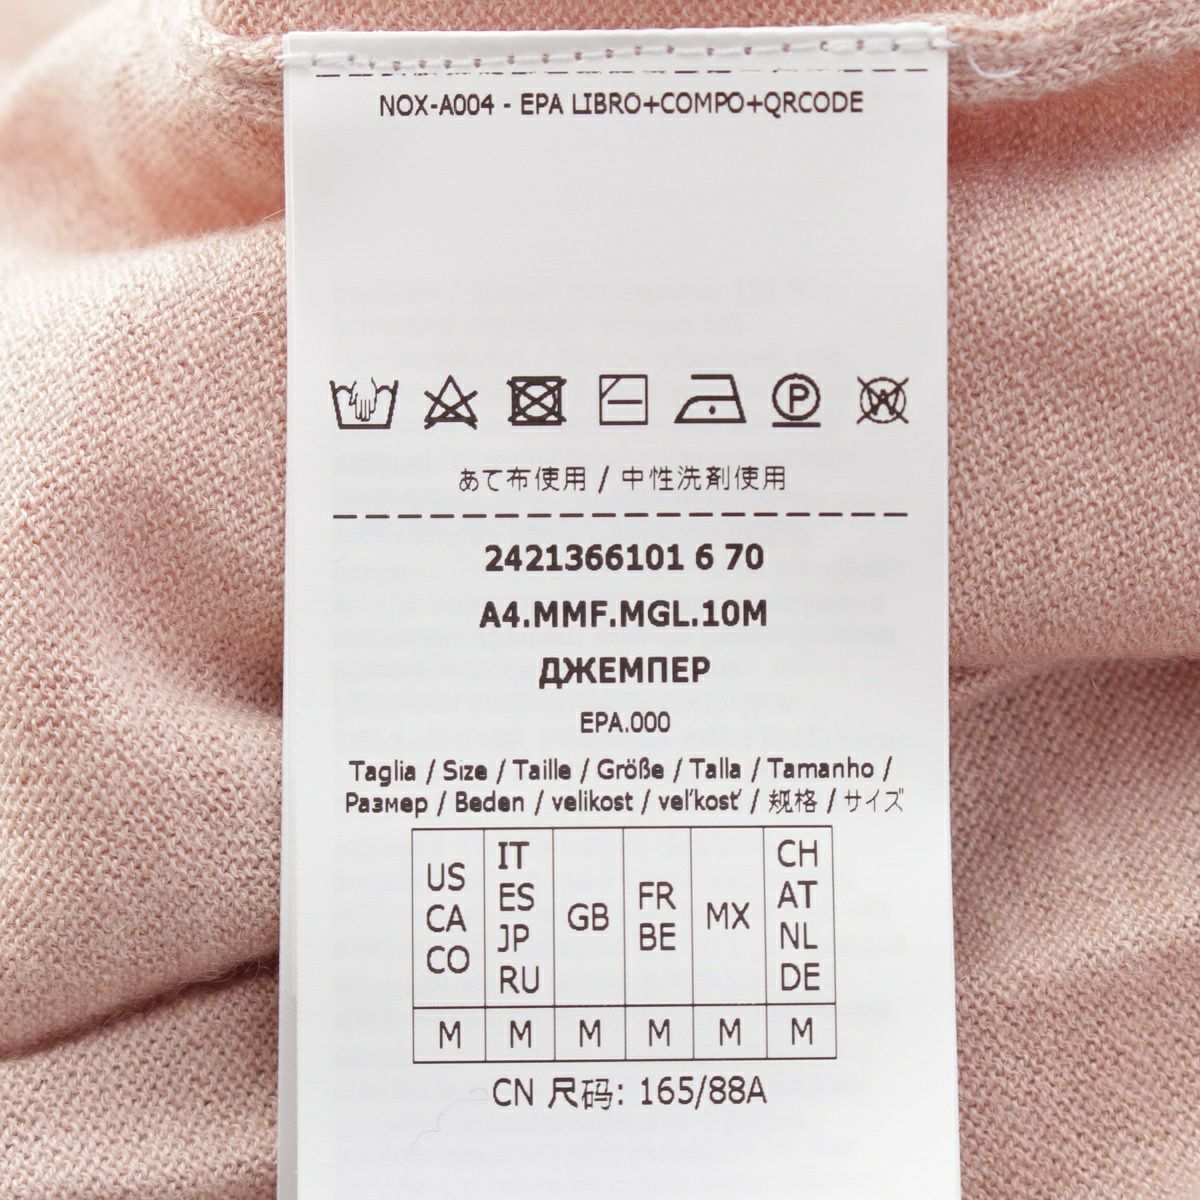 NOX-A004 - EPA LIBRO+COMPO+QRCODE
P
W
あて布使用 / 中性洗剤使用
2421366101 6 70
A4.MMF.MGL.10M
ДЖЕМПЕР
EPA.000
Taglia / Size / Taille / Größe / Talla / Tamanho /
Размер / Beden / velikost / veľkosť / 规格 / サイズ
US CA CO
IT ES JP RU
GB
FR BE
MX
CH AT NL DE
M M M M M M
CN 尺码: 165/88A